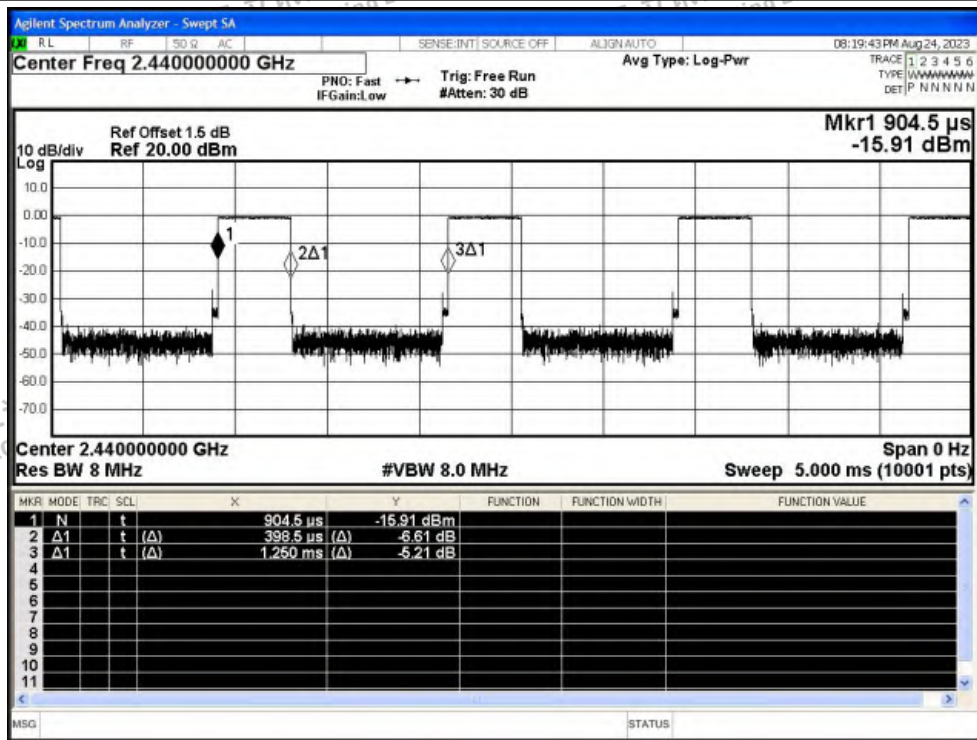 Agilent Spectrum Analyzer - Swept SA
RL RF 50 Ω AC SENSE:INT SOURCE OFF ALIGN AUTO 08:19:43 PM Aug 24, 2023
Center Freq 2.440000000 GHz
PNO: Fast
IFGain:Low
Trig: Free Run
#Atten: 30 dB
Avg Type: Log-Pwr
TRACE 1 2 3 4 5 6
TYPE WWWWWW
DET P N N N N N
Mkr1 904.5 µs
-15.91 dBm
Ref Offset 1.5 dB
10 dB/div Ref 20.00 dBm
Log
10.0
0.00
-10.0
-20.0
-30.0
-40.0
-50.0
-60.0
-70.0
1
2Δ1
3Δ1
Center 2.440000000 GHz Span 0 Hz
Res BW 8 MHz #VBW 8.0 MHz Sweep 5.000 ms (10001 pts)
MKR MODE TRC SCL X Y FUNCTION FUNCTION WIDTH FUNCTION VALUE
1 N t 904.5 µs -15.91 dBm
2 Δ1 t (Δ) 398.5 µs (Δ) -6.61 dB
3 Δ1 t (Δ) 1.250 ms (Δ) -5.21 dB
4
5
6
7
8
9
10
11
MSG STATUS